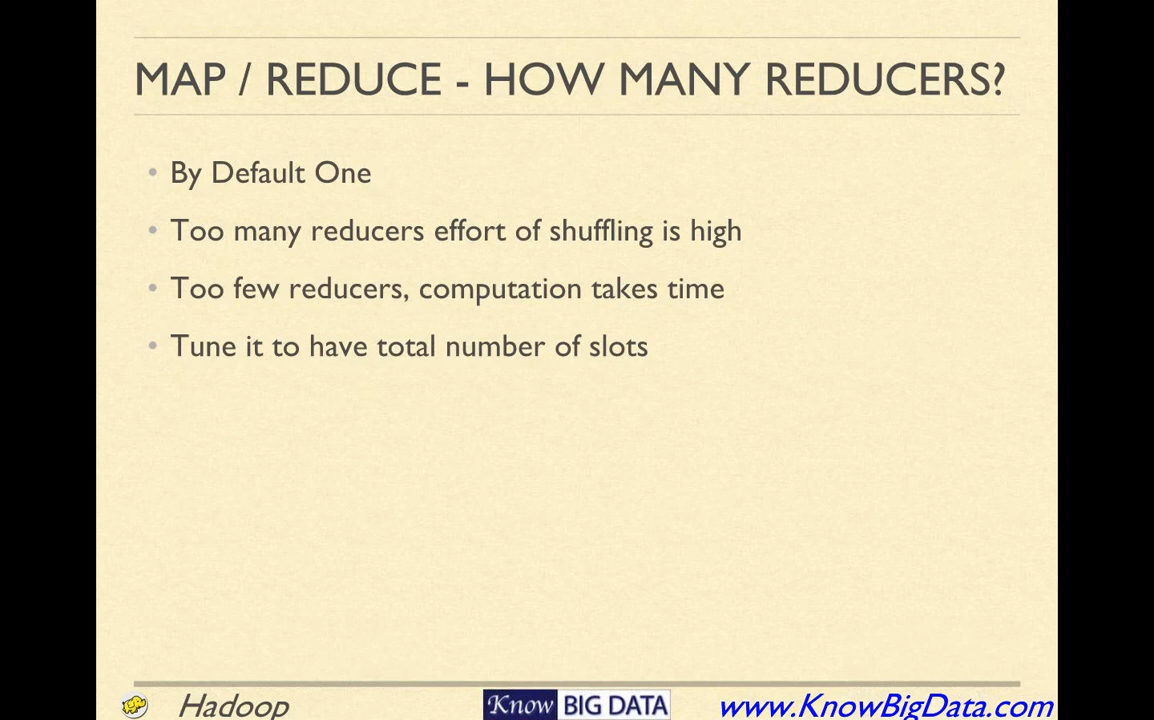 MAP / REDUCE - HOW MANY REDUCERS?
• By Default One
• Too many reducers effort of shuffling is high
• Too few reducers, computation takes time
• Tune it to have total number of slots
Hadoop
Know BIG DATA
www.KnowBigData.com